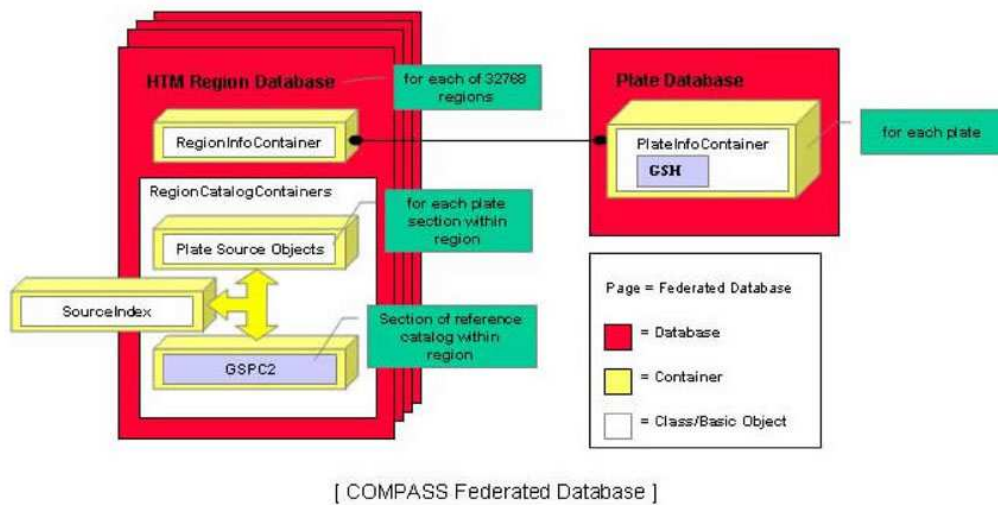 HTM Region Database
for each of 32768
regions
RegionInfoContainer
RegionCatalogContainers
for each plate
section within
region
Plate Source Objects
SourceIndex
Section of reference
catalog within
region
GSPC2
Plate Database
PlateInfoContainer
GSH
for each plate
Page = Federated Database
= Database
= Container
= Class/Basic Object
[ COMPASS Federated Database ]